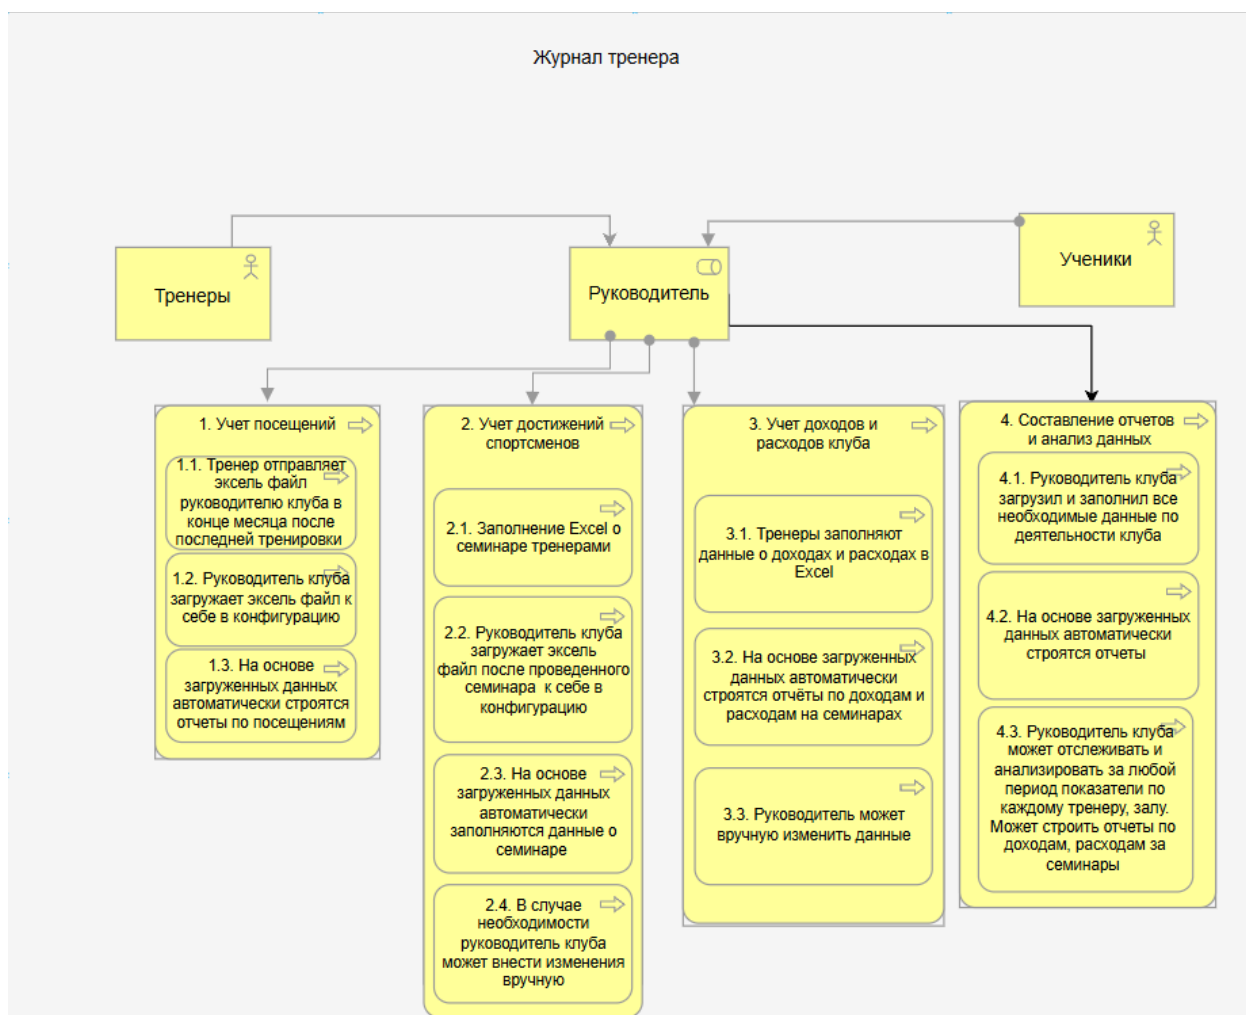 Журнал тренера
Тренеры
Руководитель
Ученики
1. Учет посещений
1.1. Тренер отправляет
эксель файл
руководителю клуба в
конце месяца после
последней тренировки
1.2. Руководитель клуба
загружает эксель файл к
себе в конфигурацию
1.3. На основе
загруженных данных
автоматически строятся
отчеты по посещениям
2. Учет достижений
спортсменов
2.1. Заполнение Excel о
семинаре тренерами
2.2. Руководитель клуба
загружает эксель
файл после проведенного
семинара к себе в
конфигурацию
2.3. На основе
загруженных данных
автоматически
заполняются данные о
семинаре
2.4. В случае
необходимости
руководитель клуба
может внести изменения
вручную
3. Учет доходов и
расходов клуба
3.1. Тренеры заполняют
данные о доходах и расходах в
Excel
3.2. На основе загруженных
данных автоматически
строятся отчёты по доходам и
расходам на семинарах
3.3. Руководитель может
вручную изменить данные
4. Составление отчетов
и анализ данных
4.1. Руководитель клуба
загрузил и заполнил все
необходимые данные по
деятельности клуба
4.2. На основе загруженных
данных автоматически
строятся отчеты
4.3. Руководитель клуба
может отслеживать и
анализировать за любой
период показатели по
каждому тренеру, залу.
Может строить отчеты по
доходам, расходам за
семинары